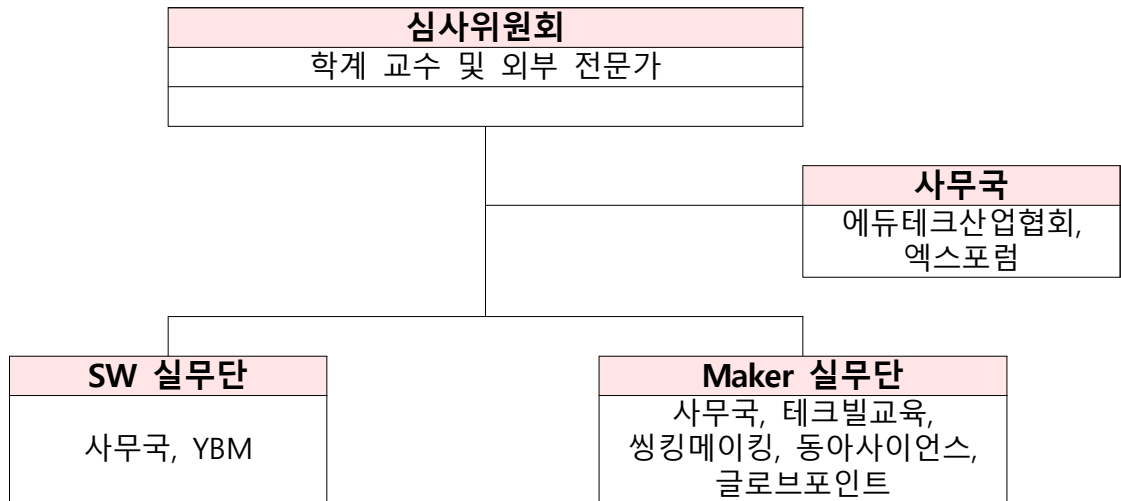 심사위원회
학계 교수 및 외부 전문가
사무국
에듀테크산업협회,
엑스포럼
SW 실무단
사무국, YBM
Maker 실무단
사무국, 테크빌교육,
씽킹메이킹, 동아사이언스,
글로브포인트